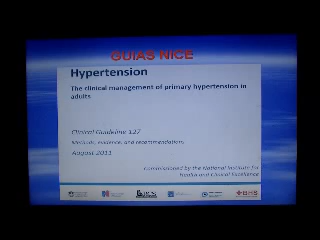 GUIAS NICE
Hypertension
The clinical management of primary hypertension in
adults
Clinical Guideline 127
Methods, evidence, and recommendations
August 2011
Commissioned by the National Institute for
Health and Clinical Excellence
BHS